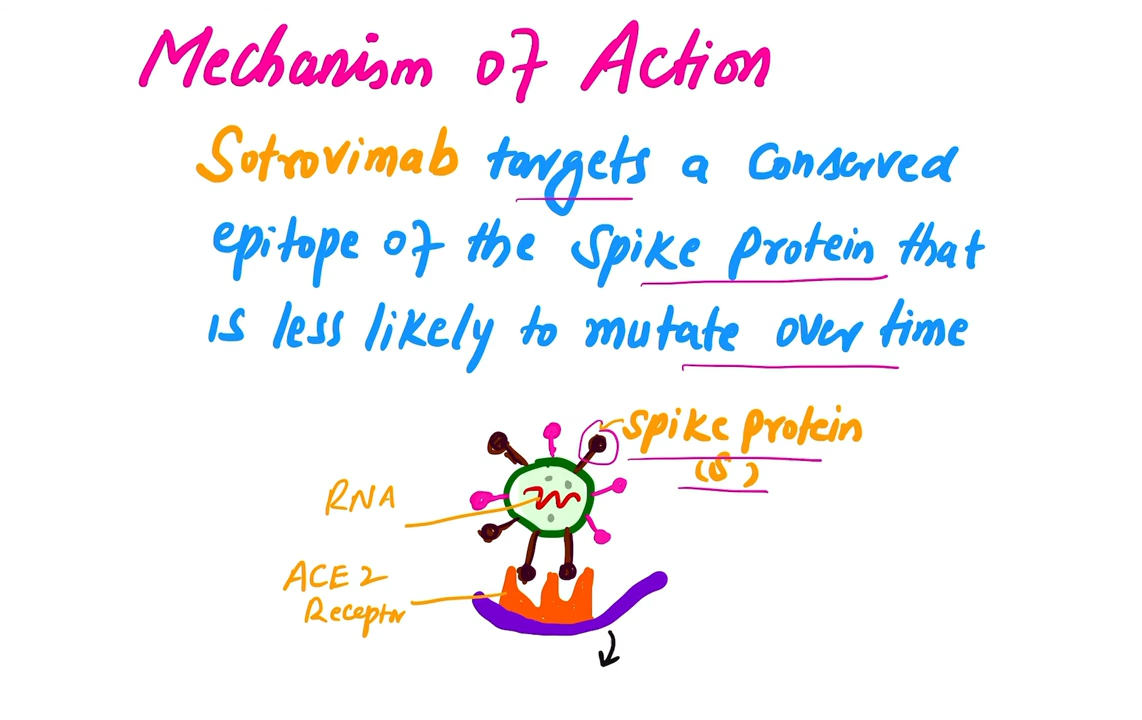 Mechanism of Action
Sotrovimab targets a conserved
epitope of the spike protein that
is less likely to mutate over time
spike protein
(S)
RNA
ACE 2
Receptor